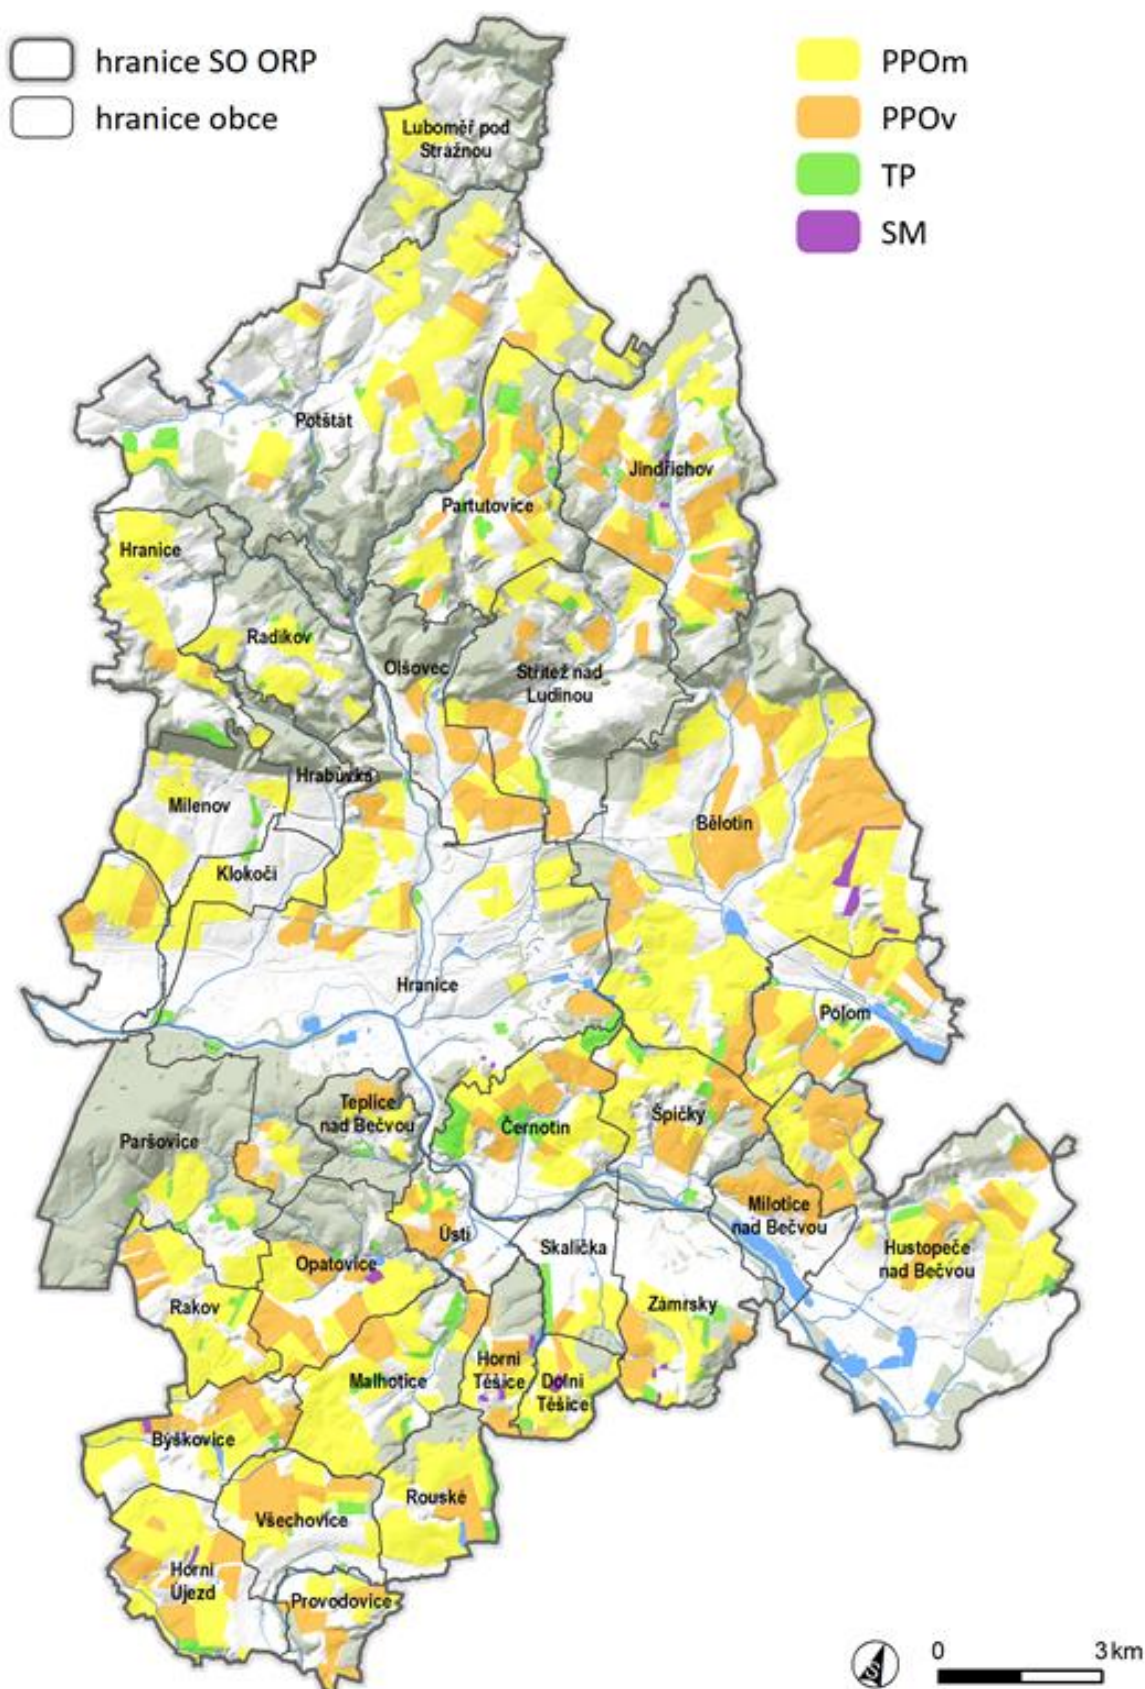 hranice SO ORP
hranice obce
PPOm
PPOv
TP
SM
Luboměř pod
Strážnou
Potštát
Jindřichov
Partutovice
Hranice
Radíkov
Olšovec
Střítež nad
Ludinou
Hrabůvka
Milenov
Bělotín
Klokočí
Hranice
Polom
Teplice
nad Bečvou
Černotín
Špičky
Paršovice
Milotice
nad Bečvou
Ústí
Skalička
Hustopeče
nad Bečvou
Opatovice
Rakov
Zámrsky
Horní
Těšice
Malhotice
Dolní
Těšice
Býškovice
Rouské
Všechovice
Horní
Újezd
Provodovice
0 3 km